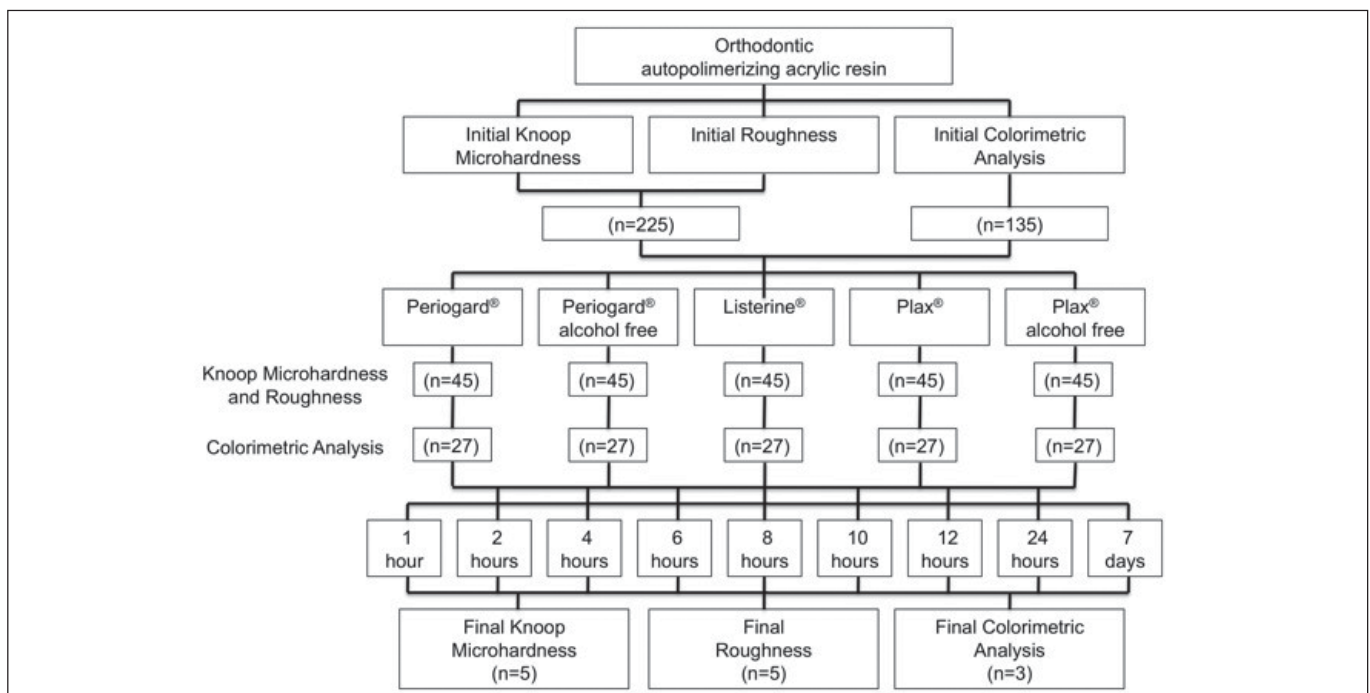 Orthodontic
autopolimerizing acrylic resin
Initial Knoop
Microhardness
Initial Roughness
Initial Colorimetric
Analysis
(n=225)
(n=135)
Periogard®
Periogard®
alcohol free
Listerine®
Plax®
Plax®
alcohol free
Knoop Microhardness
and Roughness
(n=45)
(n=45)
(n=45)
(n=45)
(n=45)
Colorimetric Analysis
(n=27)
(n=27)
(n=27)
(n=27)
(n=27)
1
hour
2
hours
4
hours
6
hours
8
hours
10
hours
12
hours
24
hours
7
days
Final Knoop
Microhardness
(n=5)
Final
Roughness
(n=5)
Final Colorimetric
Analysis
(n=3)